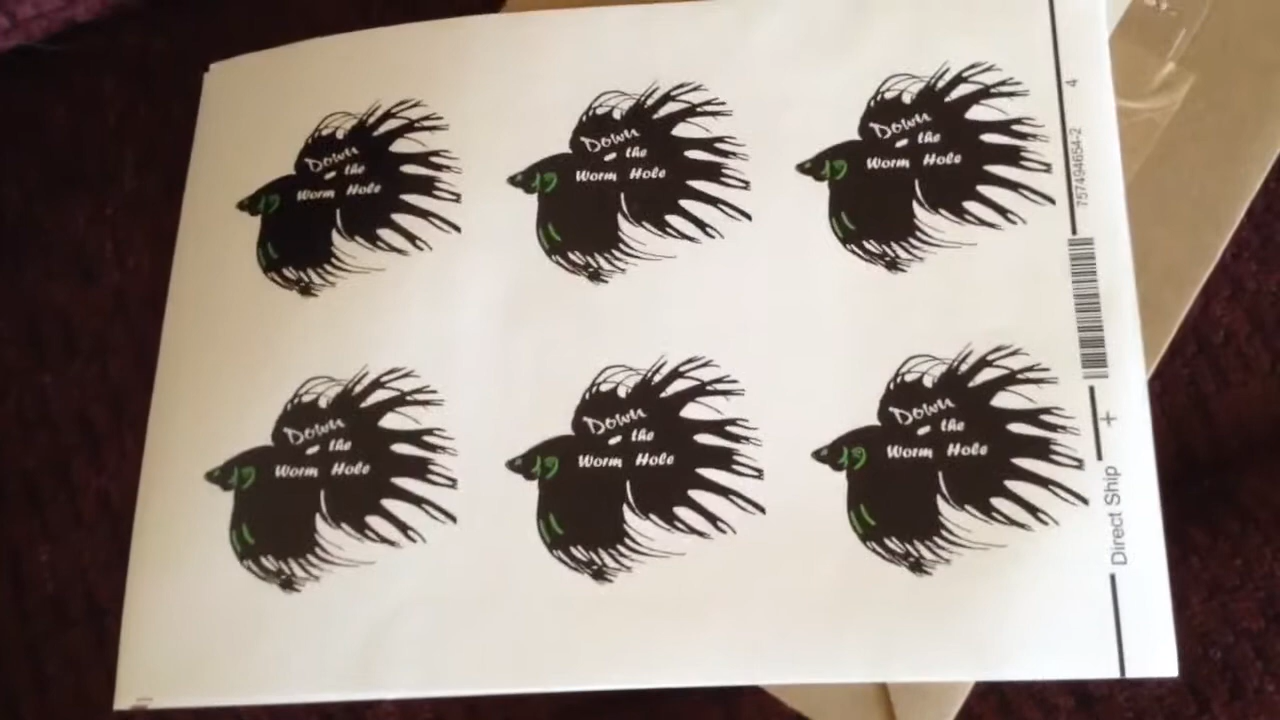 Down
the
Worm Hole
Down
the
Worm Hole
Down
the
Worm Hole
Down
the
Worm Hole
Down
the
Worm Hole
Down
the
Worm Hole
4
757494654-2
+
Direct Ship